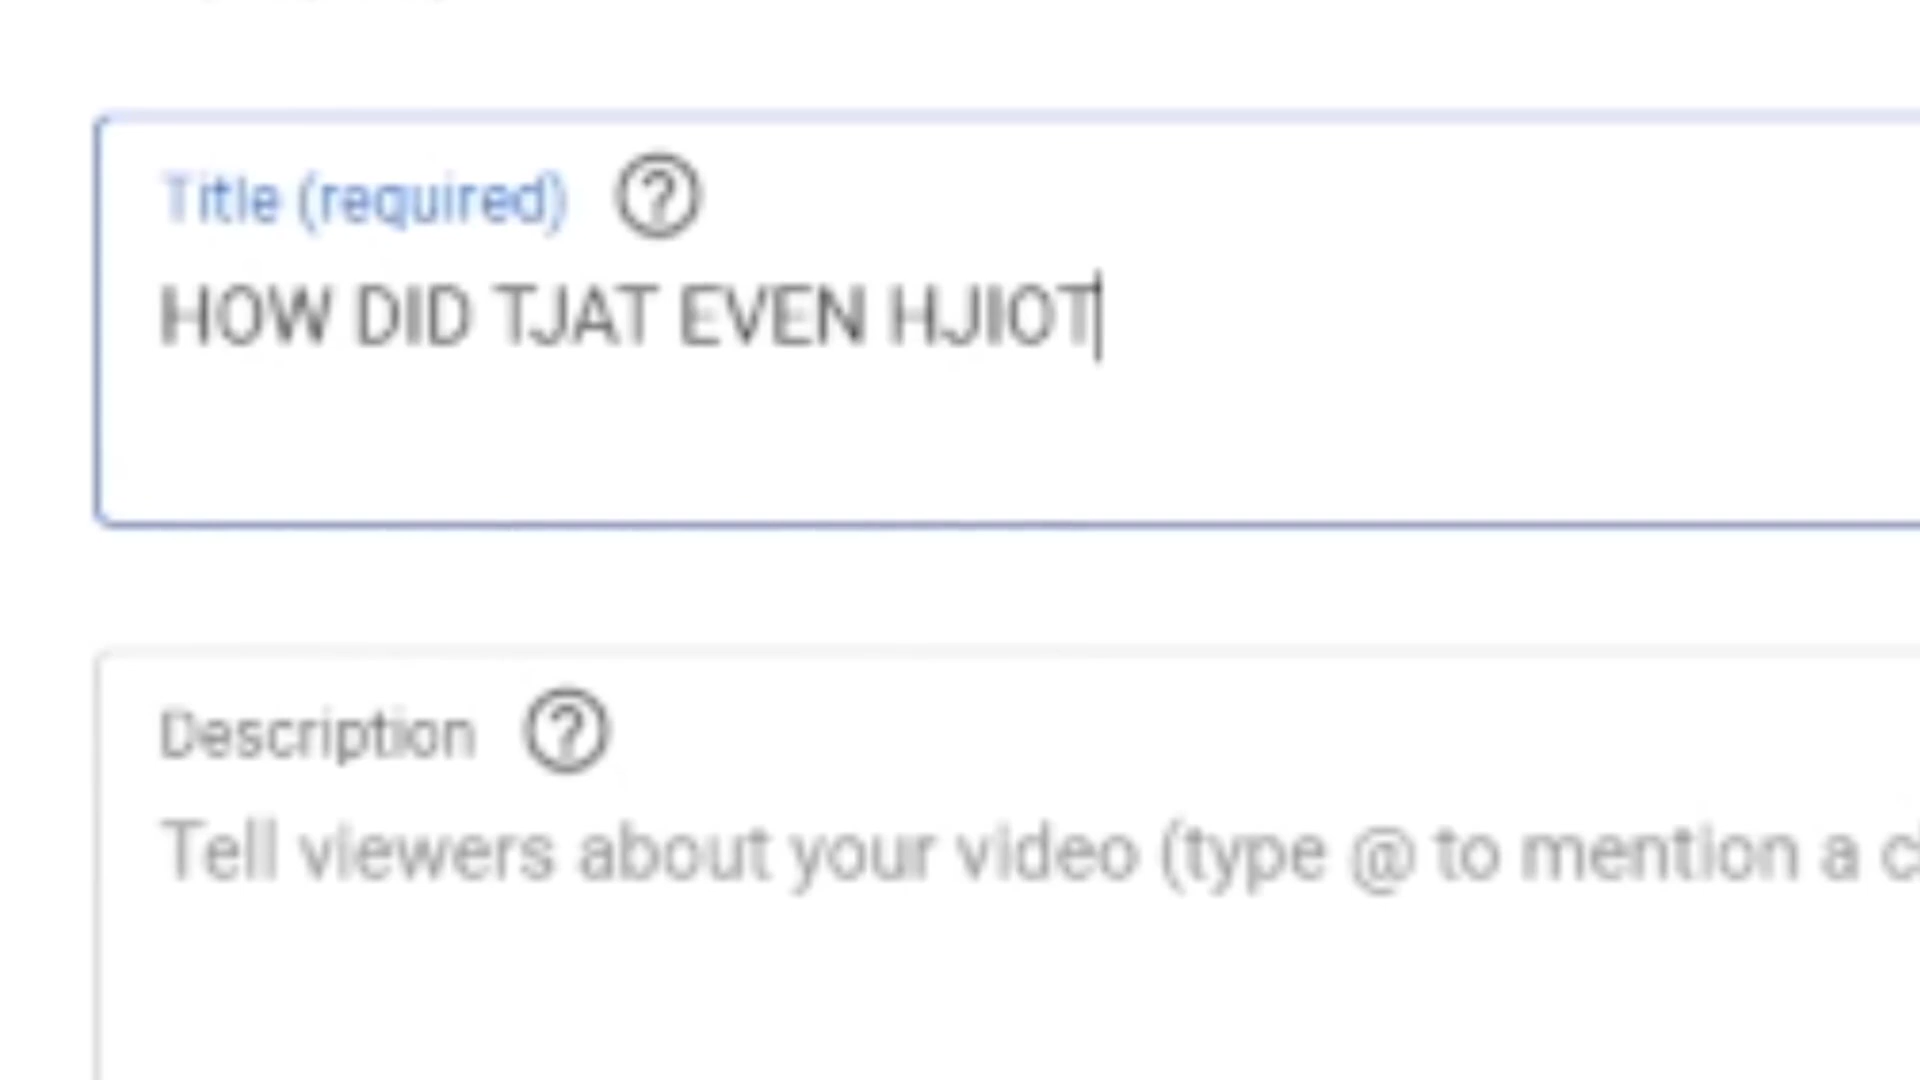 Title (required)
HOW DID TJAT EVEN HJIOT
Description
Tell viewers about your video (type @ to mention a